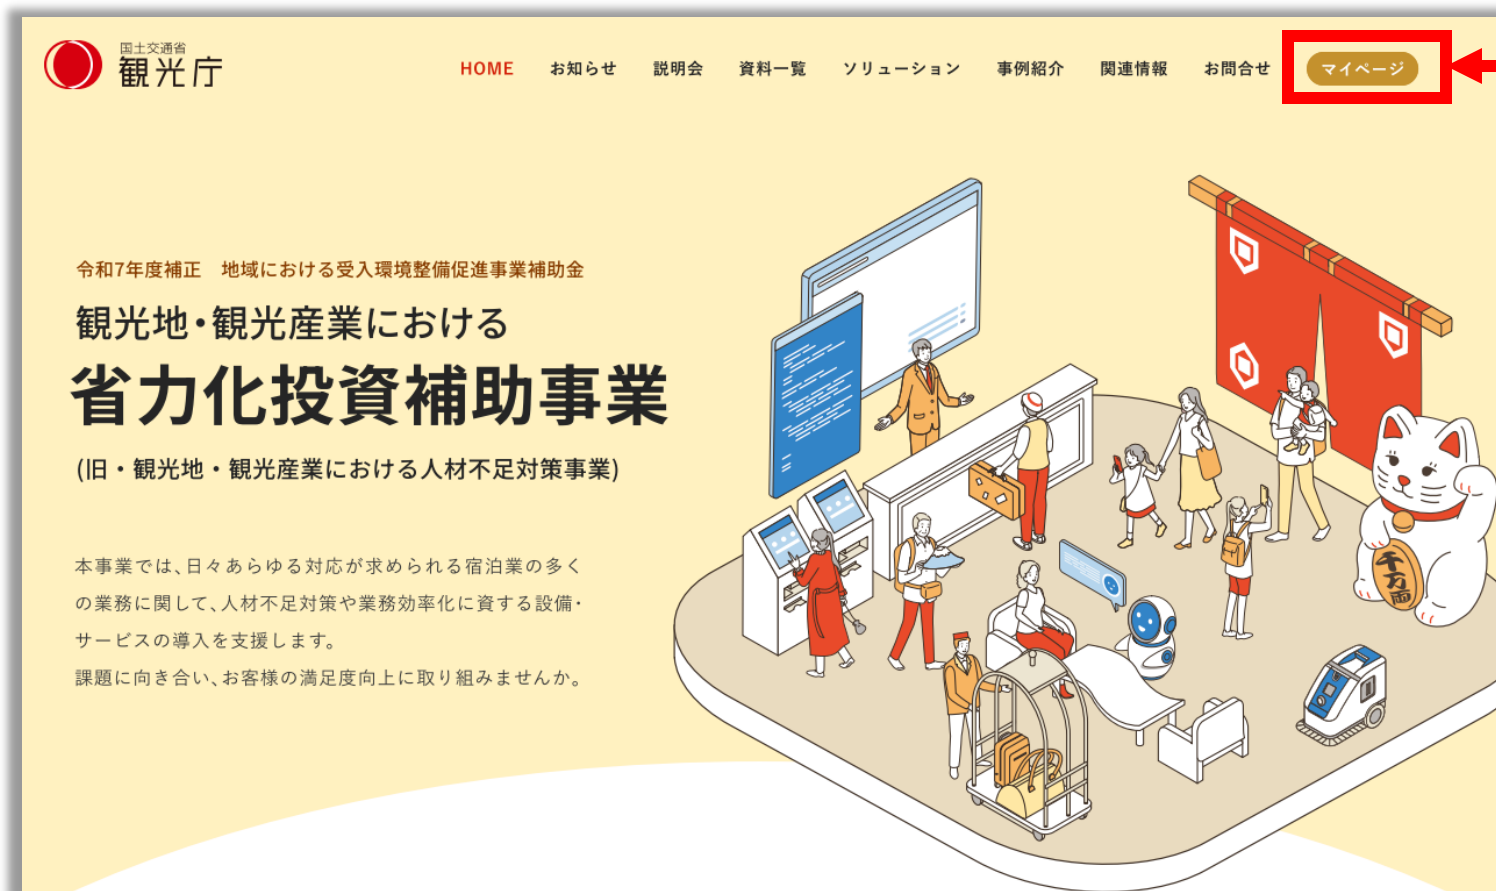 国土交通省
観光庁
HOME お知らせ 説明会 資料一覧 ソリューション 事例紹介 関連情報 お問合せ マイページ
令和7年度補正 地域における受入環境整備促進事業補助金
観光地・観光産業における
省力化投資補助事業
(旧・観光地・観光産業における人材不足対策事業)
本事業では、日々あらゆる対応が求められる宿泊業の多く
の業務に関して、人材不足対策や業務効率化に資する設備・
サービスの導入を支援します。
課題に向き合い、お客様の満足度向上に取り組みませんか。
千万両